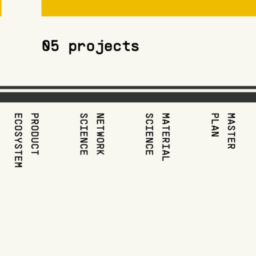 05 projects
PRODUCT
ECOSYSTEM
NETWORK
SCIENCE
MATERIAL
SCIENCE
MASTER
PLAN